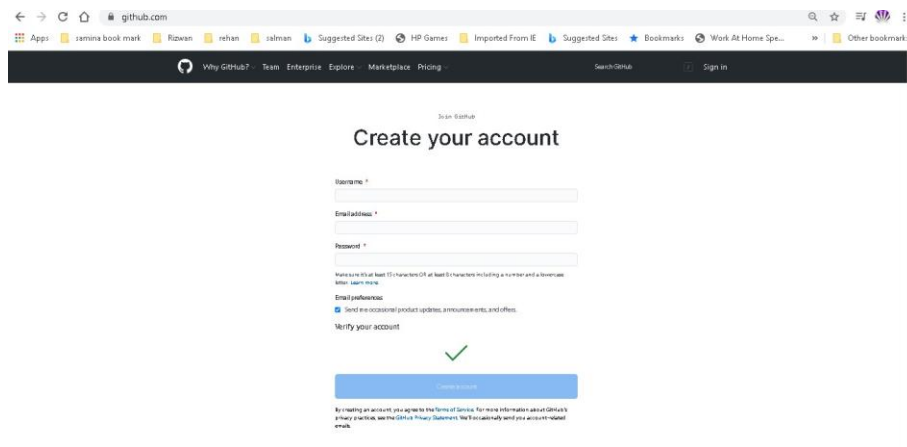 github.com
Apps samina book mark Rizwan rehan salman Suggested Sites (2) HP Games Imported From IE Suggested Sites Bookmarks Work At Home Spe... » Other bookmark
Why GitHub? Team Enterprise Explore Marketplace Pricing Search GitHub / Sign in
Create your account
Username *
Email address *
Password *
Make sure it's at least 15 characters OR at least 8 characters including a number and a lowercase
letter. Learn more.
Email preferences
Send me occasional product updates, announcements, and offers.
Verify your account
Create account
By creating an account, you agree to the Terms of Service. For more information about GitHub's
privacy practices, see the GitHub Privacy Statement. We'll occasionally send you account-related
emails.